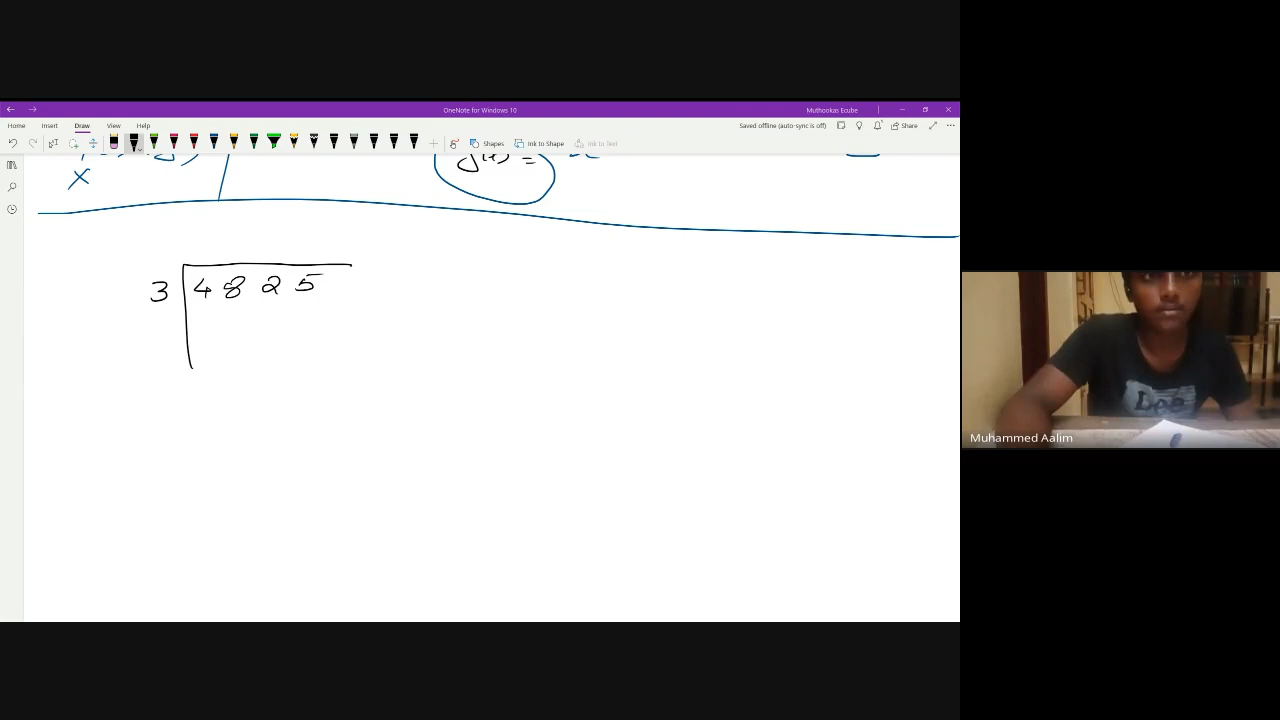 OneNote for Windows 10
Muthookas Ecube
Home Insert Draw View Help
Saved offline (auto-sync is off)
Share
Shapes
Ink to Shape
Ink to Text
x
3 4 8 2 5
Lee
Muhammed Aalim